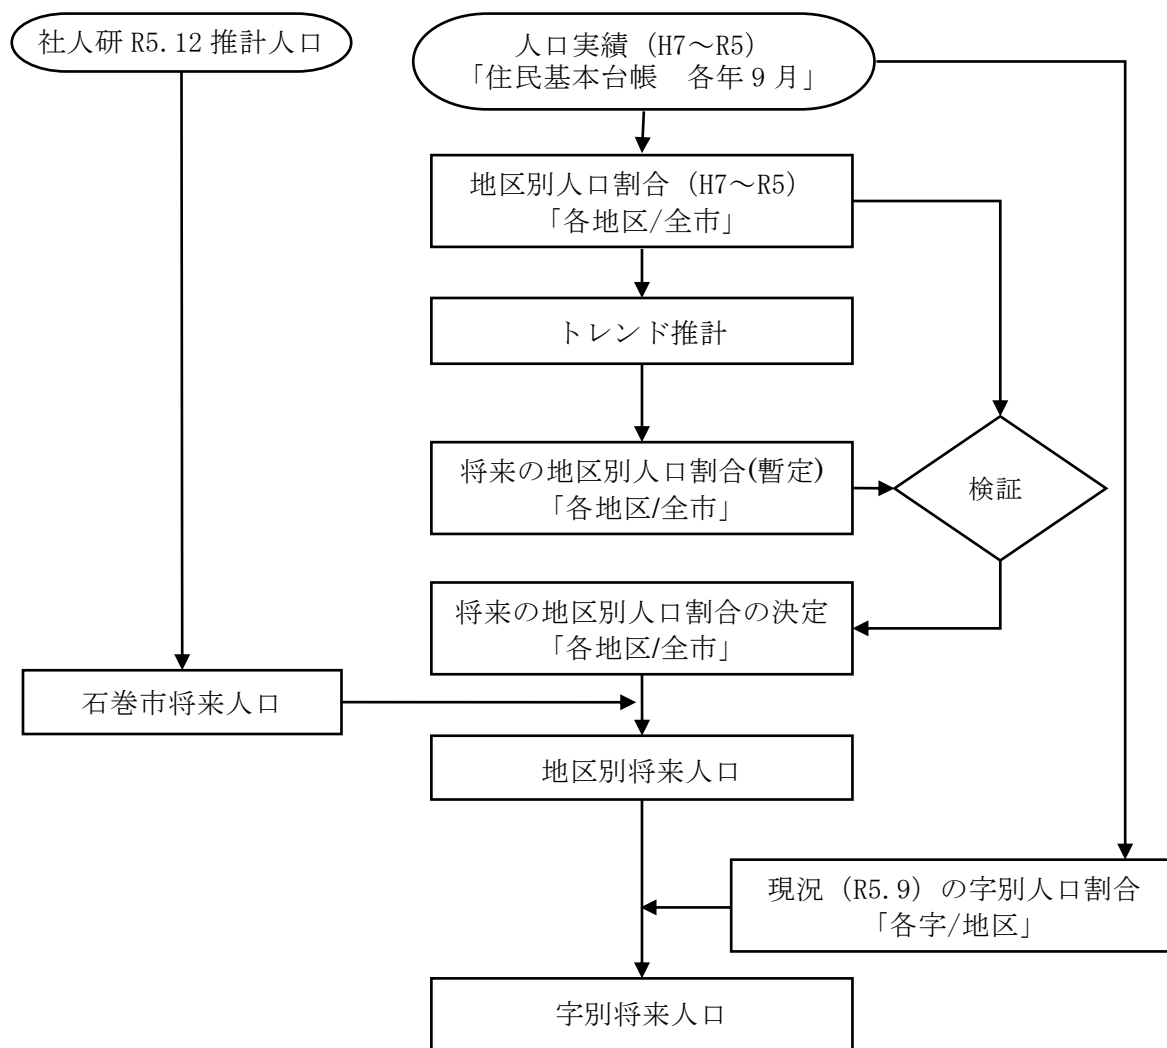 社人研 R5.12 推計人口
人口実績（H7～R5）
「住民基本台帳　各年 9 月」
地区別人口割合（H7～R5）
「各地区/全市」
トレンド推計
将来の地区別人口割合(暫定)
「各地区/全市」
検証
将来の地区別人口割合の決定
「各地区/全市」
石巻市将来人口
地区別将来人口
現況（R5.9）の字別人口割合
「各字/地区」
字別将来人口